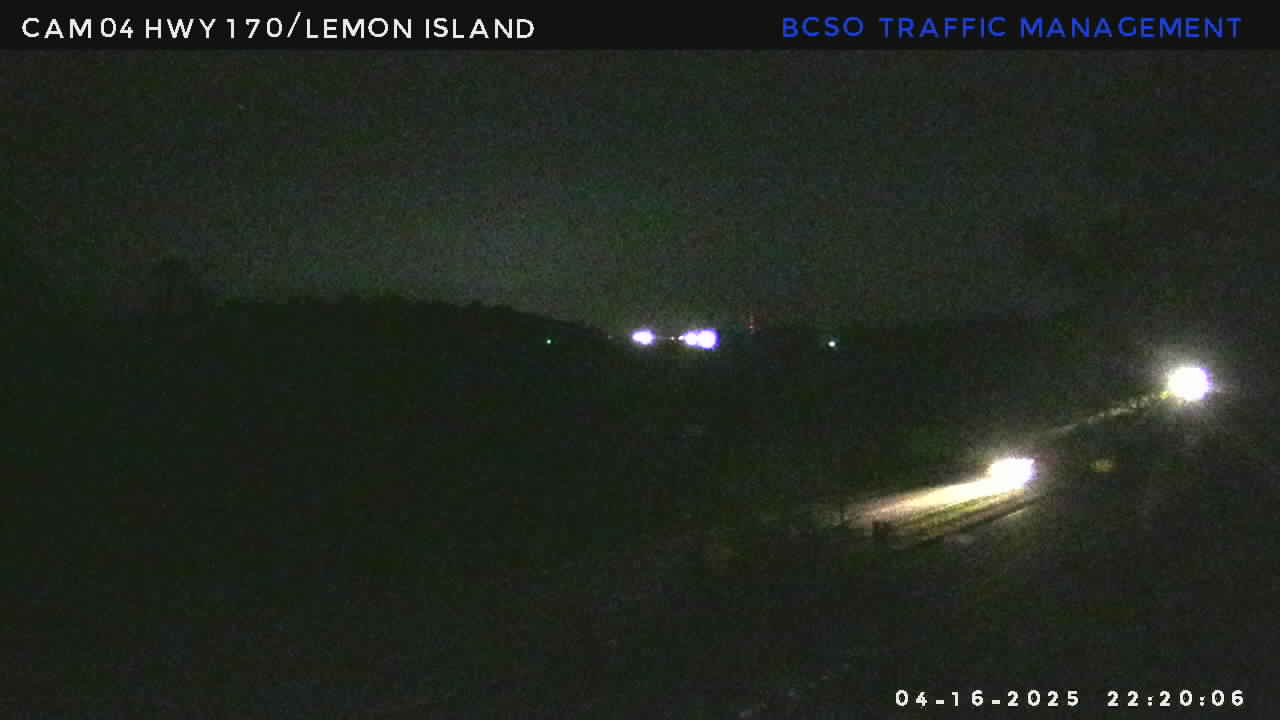 CAM04 HWY 170/LEMON ISLAND
BCSO TRAFFIC MANAGEMENT
04-16-2025 22:20:06